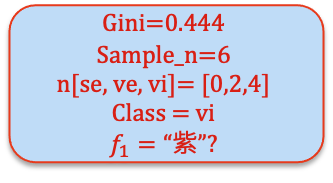 Gini=0.444
Sample_n=6
n[se, ve, vi]= [0,2,4]
Class = vi
f₁ = “紫”?